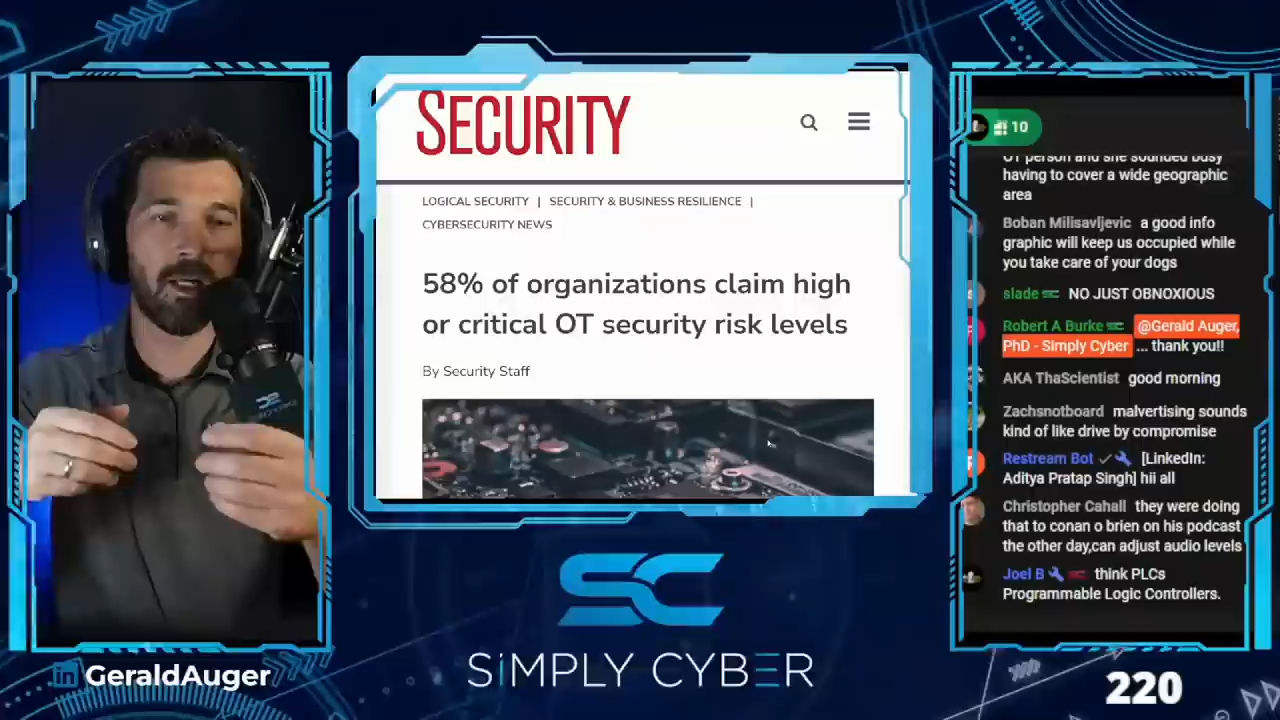 SECURITY
LOGICAL SECURITY | SECURITY & BUSINESS RESILIENCE |
CYBERSECURITY NEWS
58% of organizations claim high
or critical OT security risk levels
By Security Staff
10
OT person and she sounded busy
having to cover a wide geographic
area
Boban Milisavljevic a good info
graphic will keep us occupied while
you take care of your dogs
slade NO JUST OBNOXIOUS
Robert A Burke @Gerald Auger,
PhD - Simply Cyber ... thank you!!
AKA ThaScientist good morning
Zachsnotboard malvertising sounds
kind of like drive by compromise
Restream Bot [LinkedIn:
Aditya Pratap Singh] hii all
Christopher Cahall they were doing
that to conan o brien on his podcast
the other day,can adjust audio levels
Joel B think PLCs
Programmable Logic Controllers.
in GeraldAuger
SC
SiMPLY CYBER
220